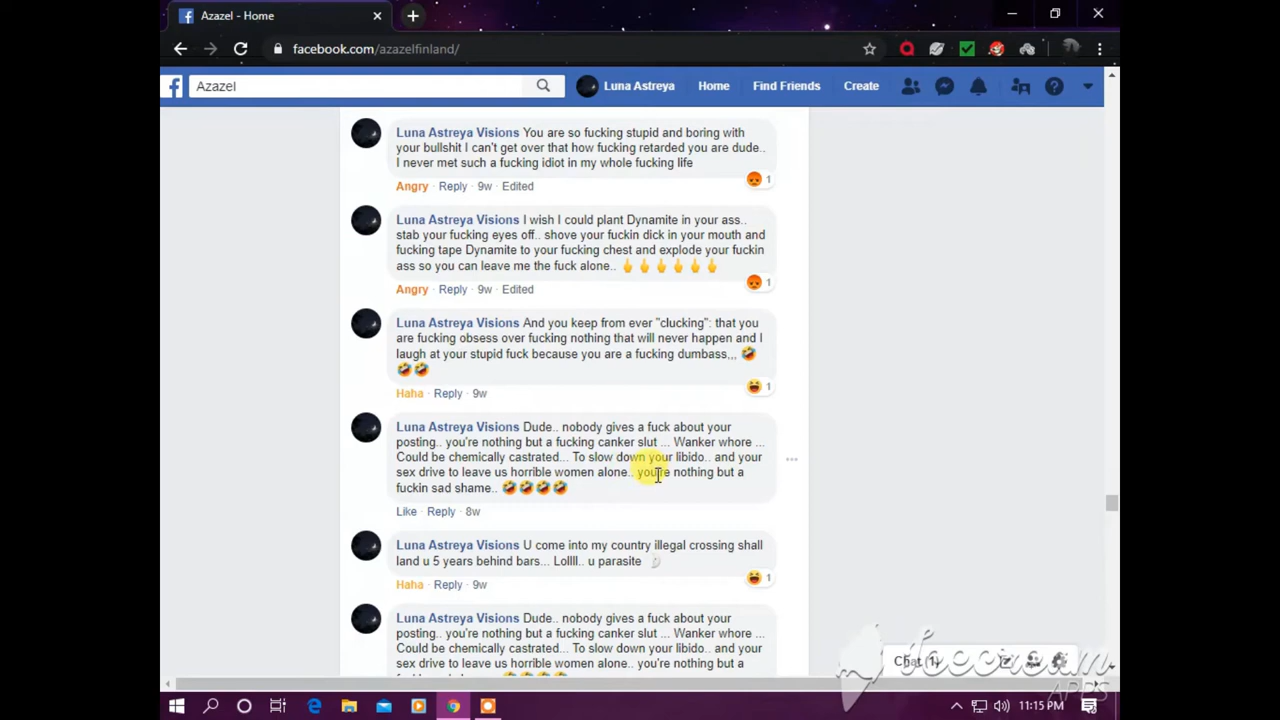 Azazel - Home
facebook.com/azazelfinland/
Azazel
Luna Astreya
Home
Find Friends
Create
Luna Astreya Visions You are so fucking stupid and boring with
your bullshit I can't get over that how fucking retarded you are dude..
I never met such a fucking idiot in my whole fucking life
1
Angry · Reply · 9w · Edited
Luna Astreya Visions I wish I could plant Dynamite in your ass..
stab your fucking eyes off.. shove your fuckin dick in your mouth and
fucking tape Dynamite to your fucking chest and explode your fuckin
ass so you can leave me the fuck alone.. 🖕🖕🖕🖕🖕🖕
1
Angry · Reply · 9w · Edited
Luna Astreya Visions And you keep from ever "clucking": that you
are fucking obsess over fucking nothing that will never happen and I
laugh at your stupid fuck because you are a fucking dumbass,,, 🤣
🤣🤣
1
Haha · Reply · 9w
Luna Astreya Visions Dude.. nobody gives a fuck about your
posting.. you're nothing but a fucking canker slut ... Wanker whore ...
Could be chemically castrated... To slow down your libido.. and your
sex drive to leave us horrible women alone.. you're nothing but a
fuckin sad shame.. 🤣🤣🤣🤣
Like · Reply · 8w
Luna Astreya Visions U come into my country illegal crossing shall
land u 5 years behind bars... Lollll.. u parasite
1
Haha · Reply · 9w
Luna Astreya Visions Dude.. nobody gives a fuck about your
posting.. you're nothing but a fucking canker slut ... Wanker whore ...
Could be chemically castrated... To slow down your libido.. and your
sex drive to leave us horrible women alone.. you're nothing but a
Chat
icecream
APPS
11:15 PM